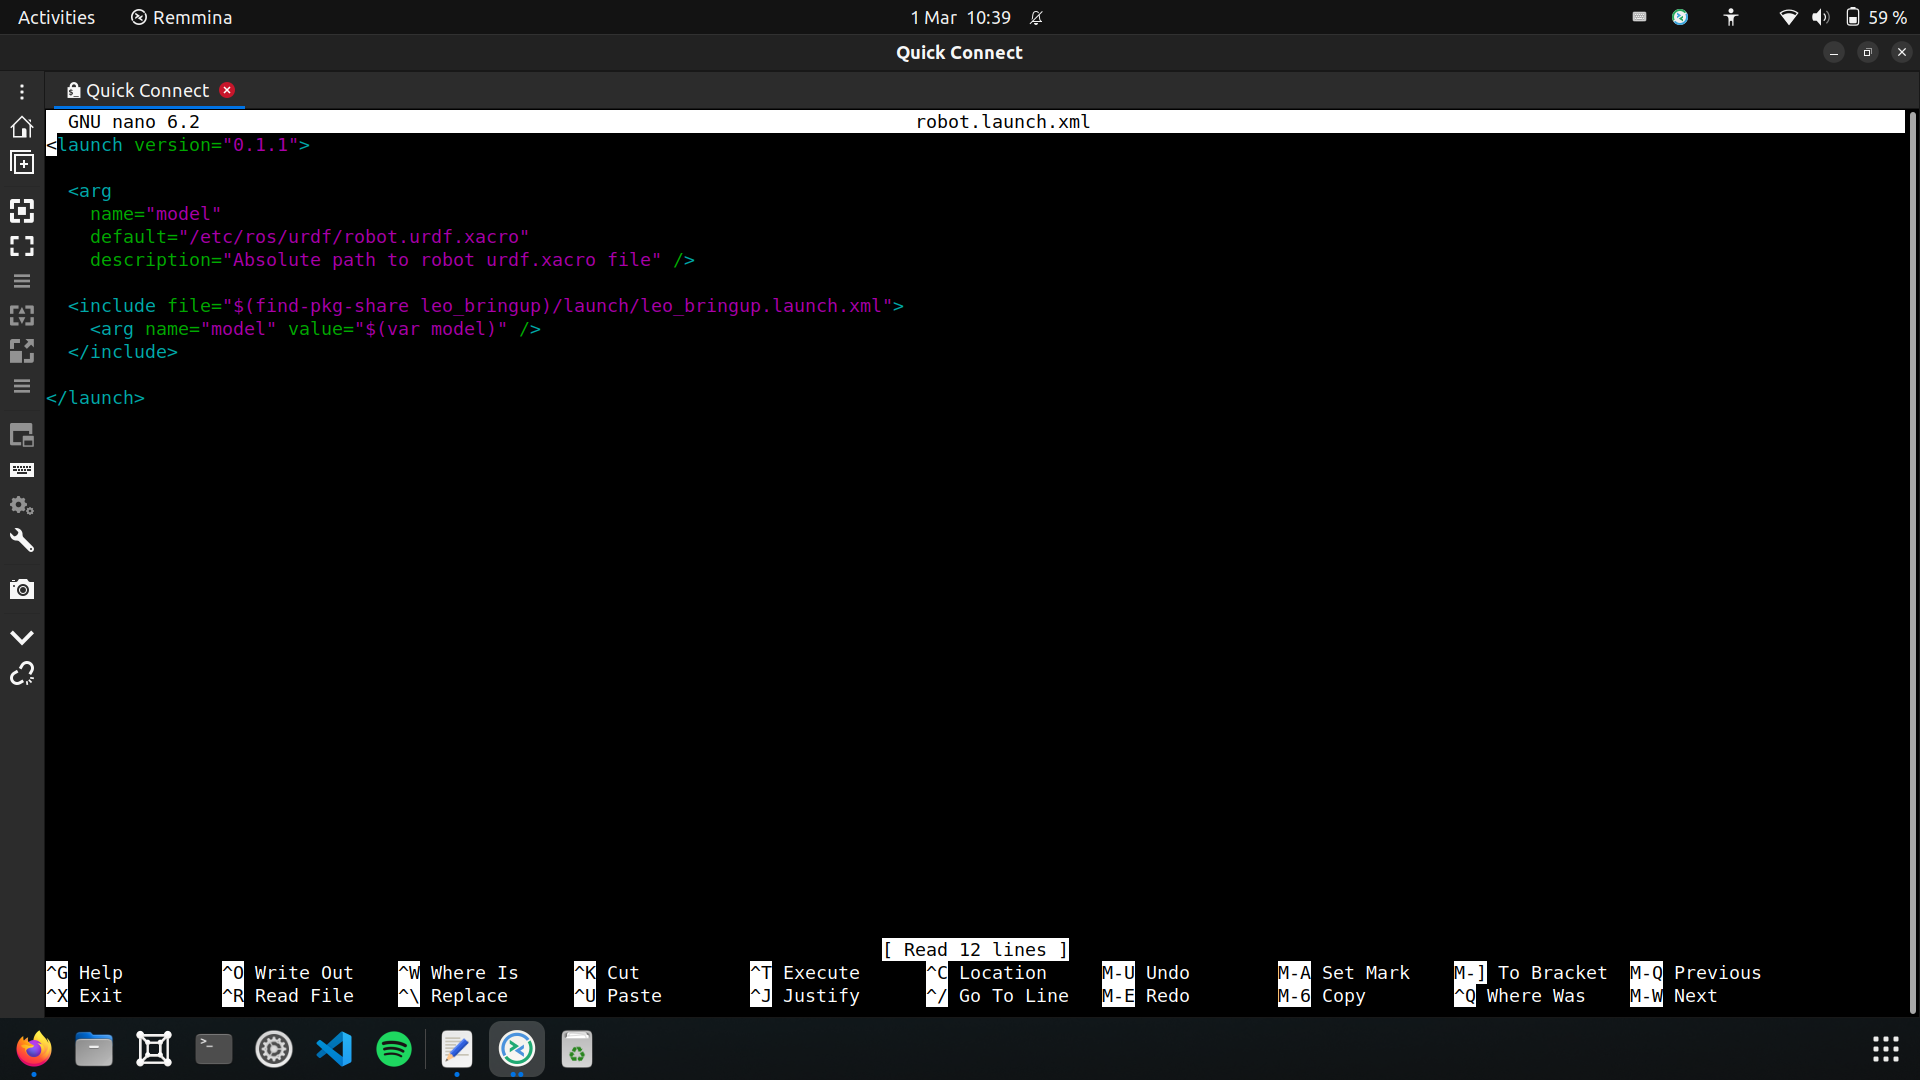 Activities Remmina 1 Mar 10:39 59 %
Quick Connect
Quick Connect
GNU nano 6.2 robot.launch.xml
<launch version="0.1.1">
  <arg
    name="model"
    default="/etc/ros/urdf/robot.urdf.xacro"
    description="Absolute path to robot urdf.xacro file" />
  <include file="$(find-pkg-share leo_bringup)/launch/leo_bringup.launch.xml">
    <arg name="model" value="$(var model)" />
  </include>
</launch>
[ Read 12 lines ]
^G Help ^O Write Out ^W Where Is ^K Cut ^T Execute ^C Location M-U Undo M-A Set Mark M-] To Bracket M-Q Previous
^X Exit ^R Read File ^\ Replace ^U Paste ^J Justify ^/ Go To Line M-E Redo M-6 Copy ^Q Where Was M-W Next